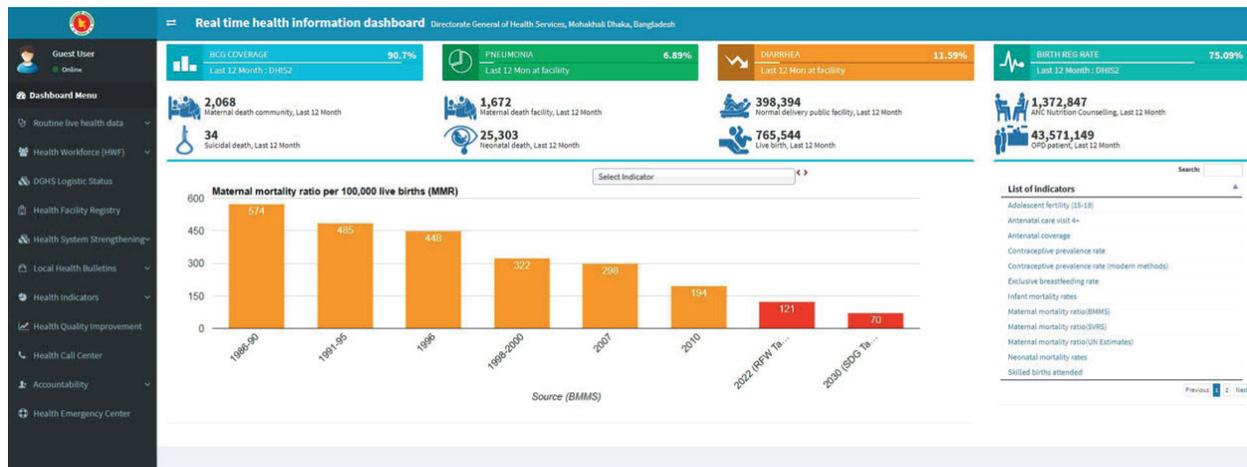 Real time health information dashboard Directorate General of Health Services, Mohakhali Dhaka, Bangladesh
Guest User
Online
Dashboard Menu
Routine live health data
Health Workforce (HWF)
DGHS Logistic Status
Health Facility Registry
Health System Strengthening
Local Health Bulletins
Health Indicators
Health Quality Improvement
Health Call Center
Accountability
Health Emergency Center
BCG COVERAGE 90.7%
Last 12 Month : DHIS2
PNEUMONIA 6.89%
Last 12 Mon at facility
DIARRHEA 11.59%
Last 12 Mon at facility
BIRTH REG RATE 75.09%
Last 12 Month : DHIS2
2,068
Maternal death community, Last 12 Month
1,672
Maternal death facility, Last 12 Month
398,394
Normal delivery public facility, Last 12 Month
1,372,847
ANC Nutrition Counselling, Last 12 Month
34
Suicidal death, Last 12 Month
25,303
Neonatal death, Last 12 Month
765,544
Live birth, Last 12 Month
43,571,149
OPD patient, Last 12 Month
Select Indicator
Maternal mortality ratio per 100,000 live births (MMR)
600
450
300
150
0
574
485
448
322
298
194
121
70
1986-90
1991-95
1996
1998-2000
2007
2010
2022 (RFW Ta...
2030 (SDG Ta...
Source (BMMS)
Search:
List of indicators
Adolescent fertility (15-18)
Antenatal care visit 4+
Antenatal coverage
Contraceptive prevalence rate
Contraceptive prevalence rate (modern methods)
Exclusive breastfeeding rate
Infant mortality rates
Maternal mortality ratio(BMMS)
Maternal mortality ratio(SVRS)
Maternal mortality ratio(UN Estimates)
Neonatal mortality rates
Skilled births attended
Previous 1 2 Next